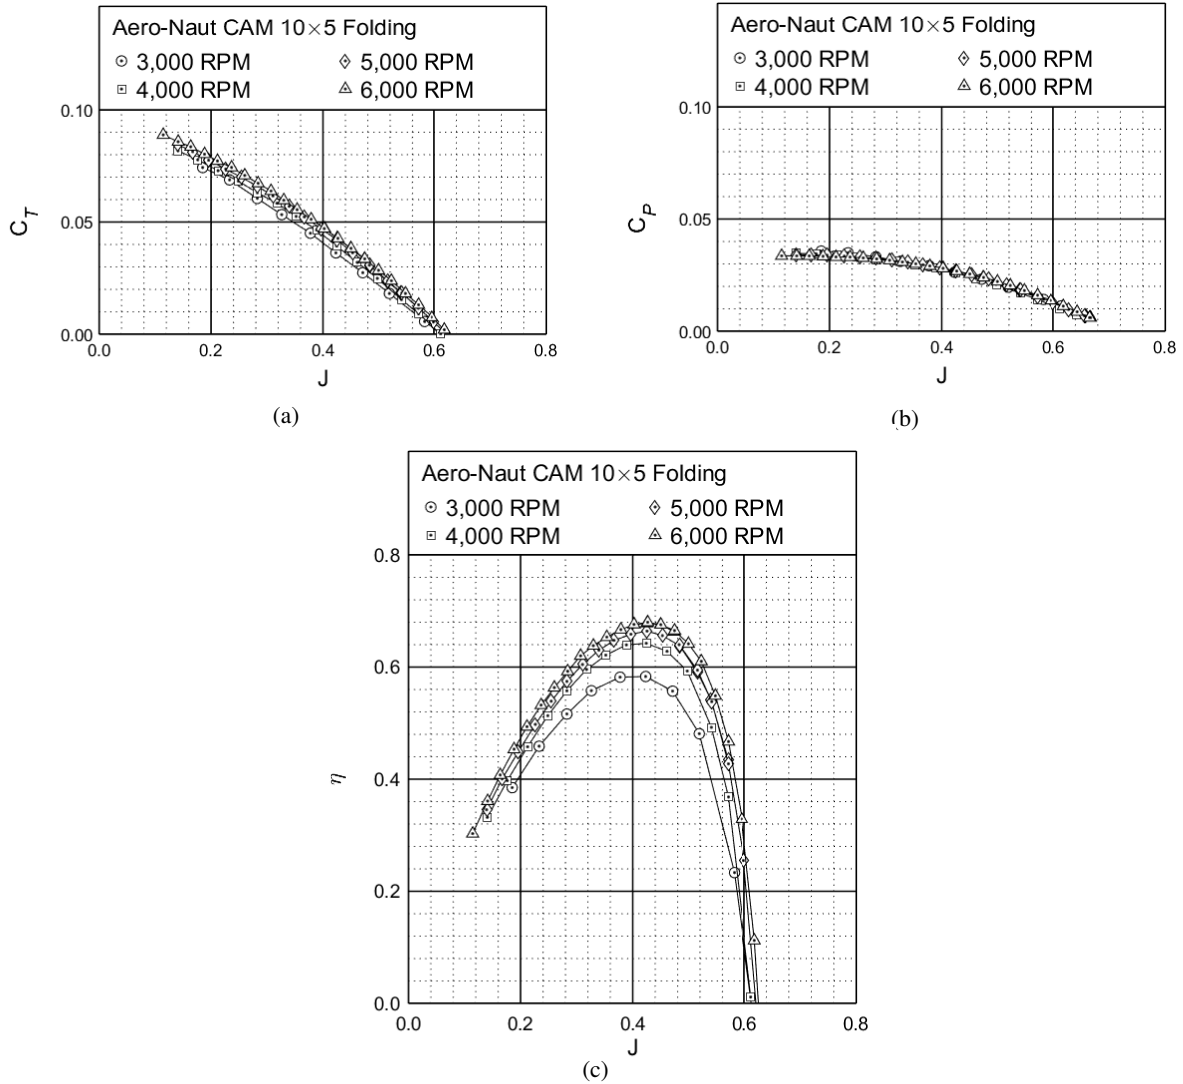 Aero-Naut CAM 10×5 Folding
3,000 RPM 5,000 RPM
4,000 RPM 6,000 RPM
0.10
0.05
0.00
C_T
0.0 0.2 0.4 0.6 0.8
J
(a)
Aero-Naut CAM 10×5 Folding
3,000 RPM 5,000 RPM
4,000 RPM 6,000 RPM
0.10
0.05
0.00
C_P
0.0 0.2 0.4 0.6 0.8
J
(b)
Aero-Naut CAM 10×5 Folding
3,000 RPM 5,000 RPM
4,000 RPM 6,000 RPM
0.8
0.6
0.4
0.2
0.0
η
0.0 0.2 0.4 0.6 0.8
J
(c)